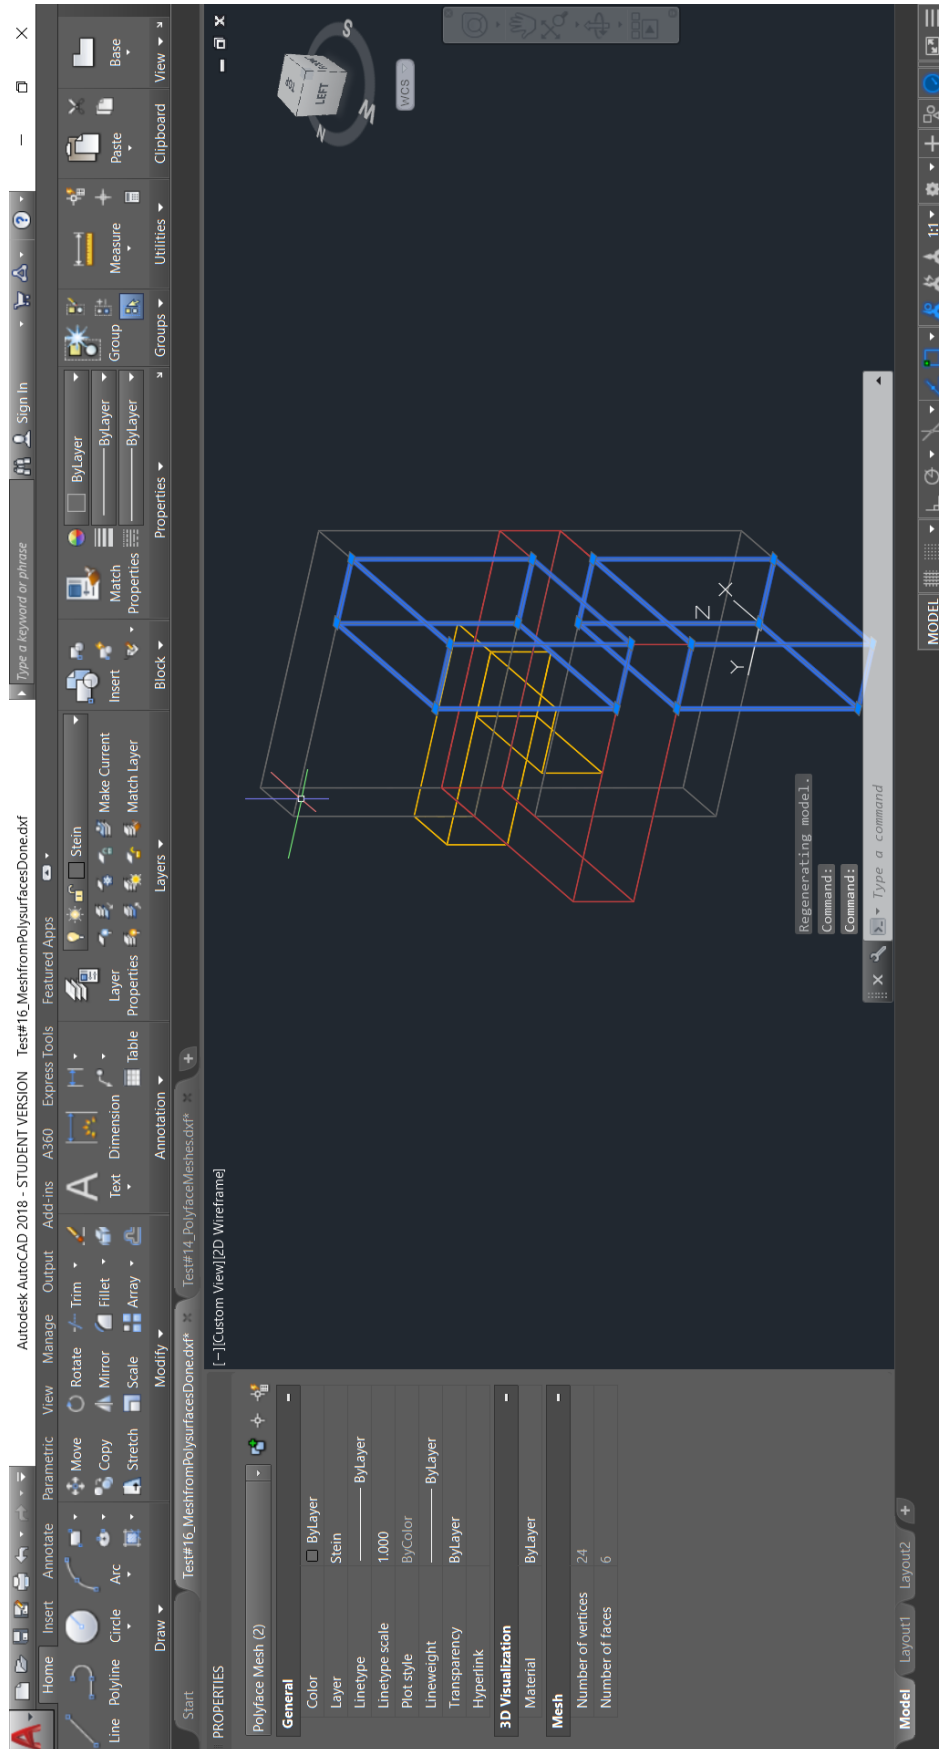 Autodesk AutoCAD 2018 - STUDENT VERSION Test#16_MeshfromPolysurfacesDone.dxf
Type a keyword or phrase
Sign In
Home Insert Annotate Parametric View Manage Output Add-ins A360 Express Tools Featured Apps
Line Polyline Circle Arc
Move Rotate Trim
Copy Mirror Fillet
Stretch Scale Array
Text Dimension
Table
Layer Properties
Stein
Make Current
Match Layer
Insert
Match Properties
ByLayer
ByLayer
ByLayer
Group
Measure
Paste
Base
Draw Modify Annotation Layers Block Properties Groups Utilities Clipboard View
Start Test#16_MeshfromPolysurfacesDone.dxf* Test#14_PolyfaceMeshes.dxf*
PROPERTIES
Polyface Mesh (2)
General
Color ByLayer
Layer Stein
Linetype ByLayer
Linetype scale 1.000
Plot style ByColor
Lineweight ByLayer
Transparency ByLayer
Hyperlink
3D Visualization
Material ByLayer
Mesh
Number of vertices 24
Number of faces 6
[−][Custom View][2D Wireframe]
N
S
W
TOP
LEFT
WCS
X
Y
Z
Regenerating model.
Command:
Command:
Type a command
Model Layout1 Layout2
MODEL
1:1